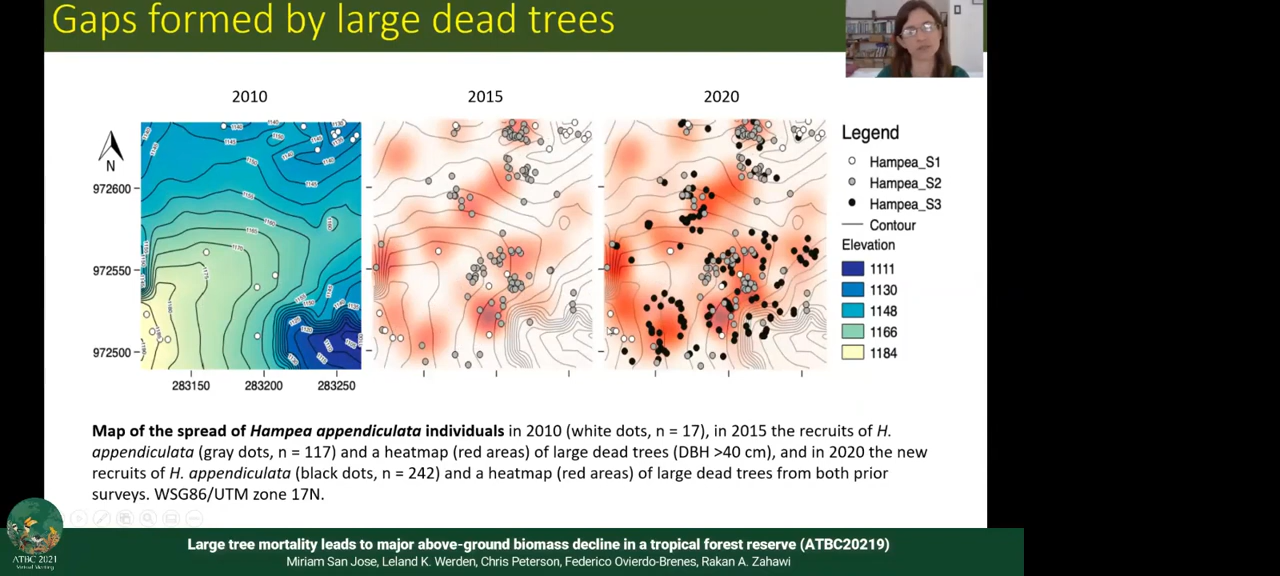 Gaps formed by large dead trees
2010
2015
2020
N
972600
972550
972500
283150
283200
283250
Legend
Hampea_S1
Hampea_S2
Hampea_S3
Contour
Elevation
1111
1130
1148
1166
1184
Map of the spread of Hampea appendiculata individuals in 2010 (white dots, n = 17), in 2015 the recruits of H.
appendiculata (gray dots, n = 117) and a heatmap (red areas) of large dead trees (DBH >40 cm), and in 2020 the new
recruits of H. appendiculata (black dots, n = 242) and a heatmap (red areas) of large dead trees from both prior
surveys. WSG86/UTM zone 17N.
ATBC 2021
Virtual Meeting
Large tree mortality leads to major above-ground biomass decline in a tropical forest reserve (ATBC20219)
Miriam San Jose, Leland K. Werden, Chris Peterson, Federico Ovierdo-Brenes, Rakan A. Zahawi